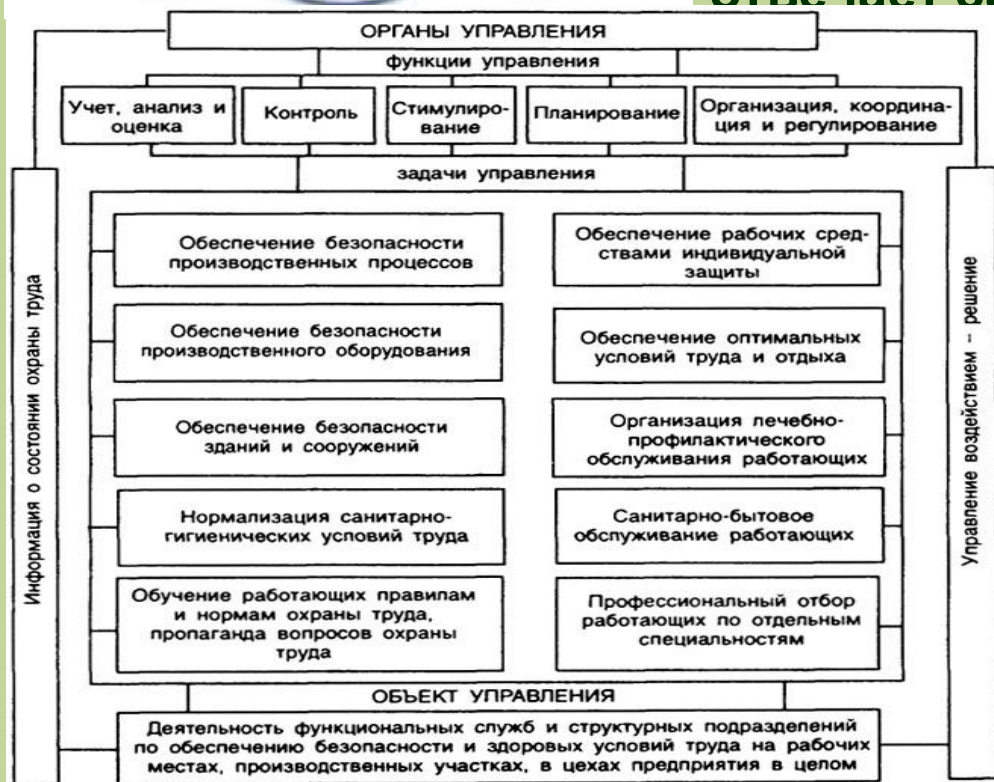 ОРГАНЫ УПРАВЛЕНИЯ
функции управления
Учет, анализ и
оценка
Контроль
Стимулиро-
вание
Планирование
Организация, координа-
ция и регулирование
задачи управления
Информация о состоянии охраны труда
Обеспечение безопасности
производственных процессов
Обеспечение безопасности
производственного оборудования
Обеспечение безопасности
зданий и сооружений
Нормализация санитарно-
гигиенических условий труда
Обучение работающих правилам
и нормам охраны труда,
пропаганда вопросов охраны
труда
Обеспечение рабочих сред-
ствами индивидуальной
защиты
Обеспечение оптимальных
условий труда и отдыха
Организация лечебно-
профилактического
обслуживания работающих
Санитарно-бытовое
обслуживание работающих
Профессиональный отбор
работающих по отдельным
специальностям
Управление воздействием – решение
ОБЪЕКТ УПРАВЛЕНИЯ
Деятельность функциональных служб и структурных подразделений
по обеспечению безопасности и здоровых условий труда на рабочих
местах, производственных участках, в цехах предприятия в целом